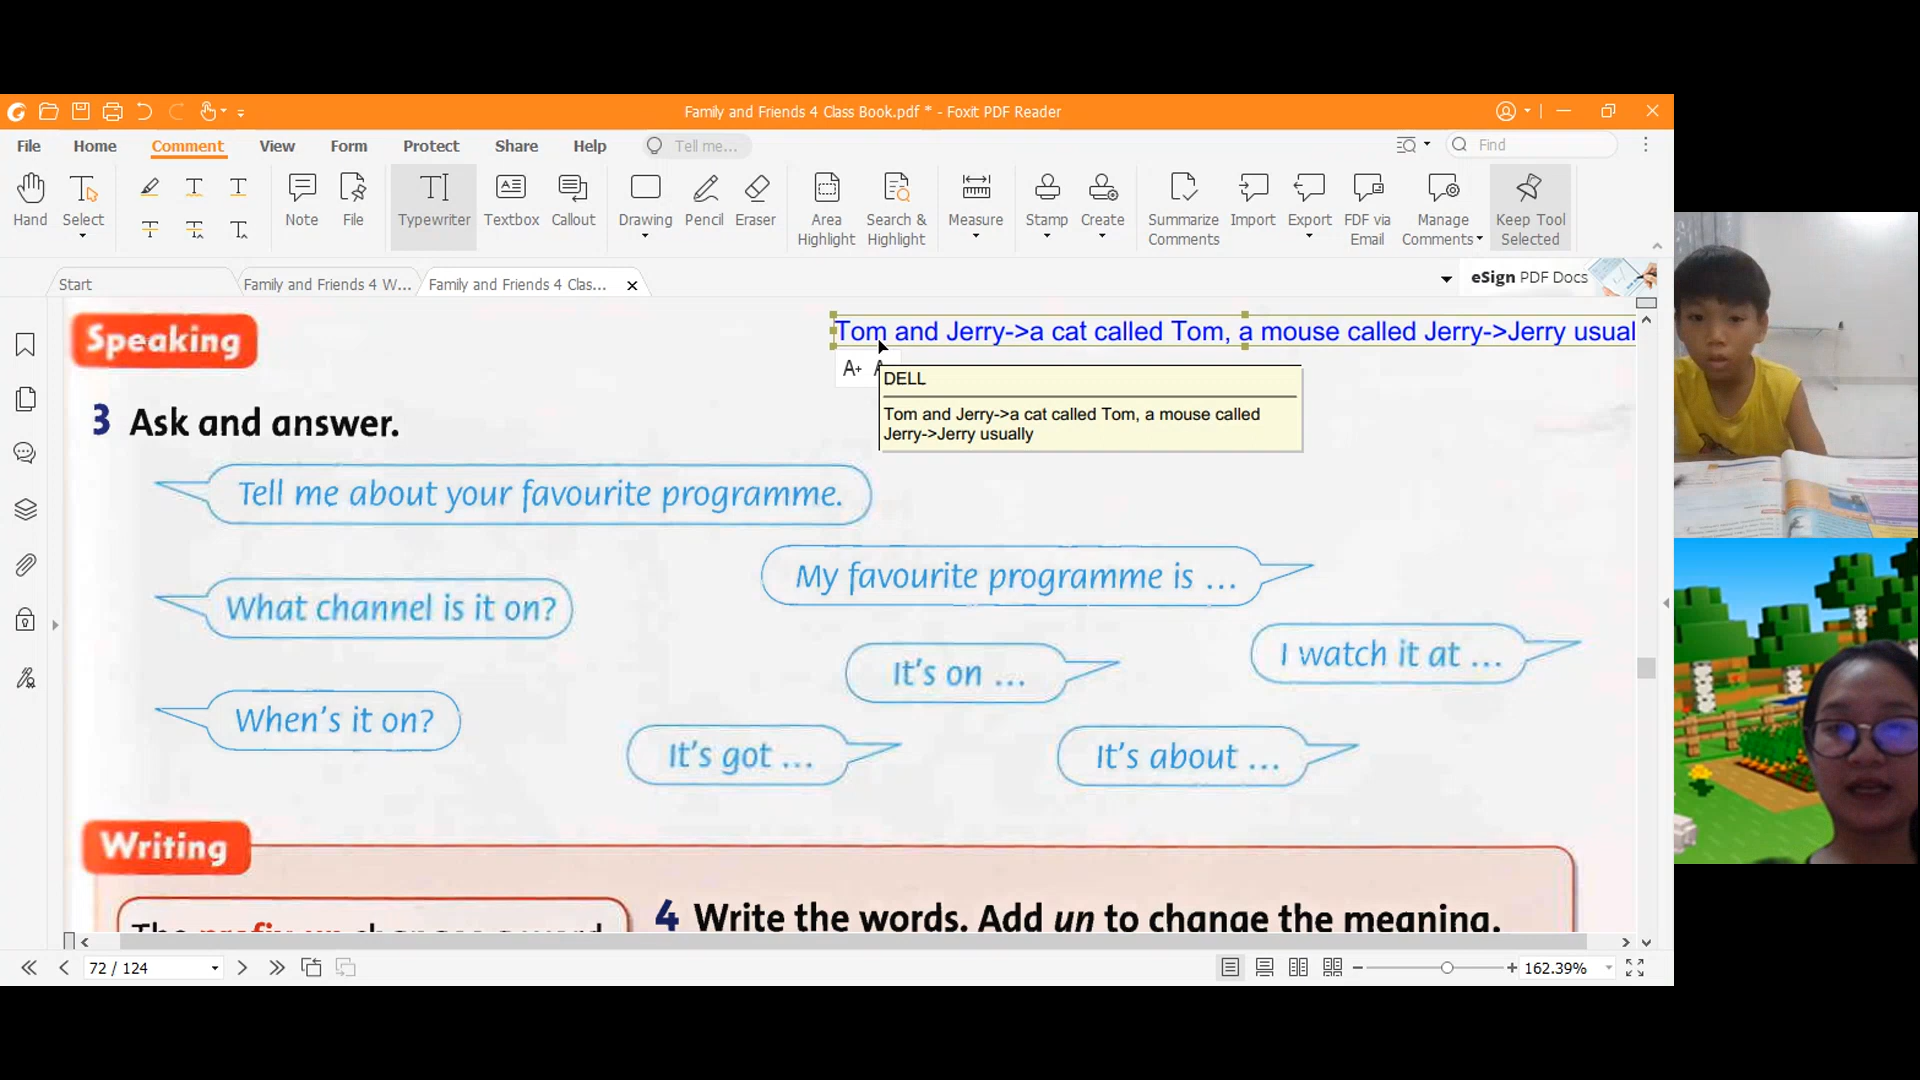 Family and Friends 4 Class Book.pdf * - Foxit PDF Reader
File Home Comment View Form Protect Share Help Tell me... Find
Hand Select Note File Typewriter Textbox Callout Drawing Pencil Eraser Area Highlight Search & Highlight Measure Stamp Create Summarize Comments Import Export FDF via Email Manage Comments Keep Tool Selected
Start Family and Friends 4 W... Family and Friends 4 Clas... eSign PDF Docs
Speaking
Tom and Jerry->a cat called Tom, a mouse called Jerry->Jerry usual
A+
DELL
Tom and Jerry->a cat called Tom, a mouse called
Jerry->Jerry usually
3 Ask and answer.
Tell me about your favourite programme.
My favourite programme is ...
What channel is it on?
I watch it at ...
It's on ...
When's it on?
It's got ...
It's about ...
Writing
4 Write the words. Add un to change the meaning.
The prefix un changes a word
72 / 124
162.39%